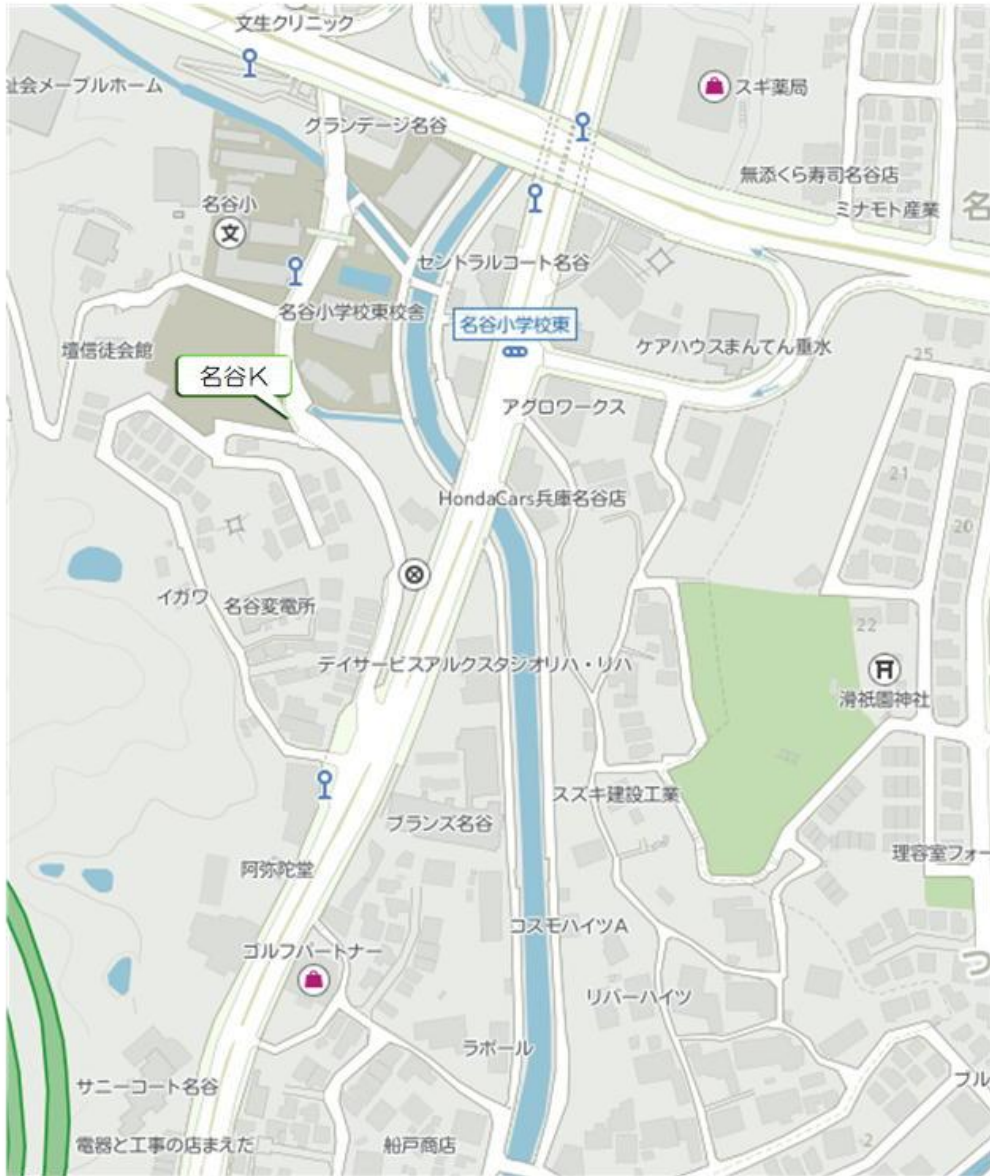 文生クリニック
祉会メープルホーム
スギ薬局
グランデージ名谷
無添くら寿司名谷店
名谷小
文
ミナモト産業
名
セントラルコート名谷
名谷小学校東校舎
名谷小学校東
壇信徒会館
ケアハウスまんてん垂水
25
名谷K
アグロワークス
21
HondaCars兵庫名谷店
20
イガワ
名谷変電所
22
デイサービスアルクスタジオリハ・リハ
滑祇園神社
スズキ建設工業
ブランズ名谷
理容室フォー
阿弥陀堂
コスモハイツA
ゴルフパートナー
つ
リバーハイツ
ラポール
サニーコート名谷
ブル
電器と工事の店まえだ
船戸商店
2